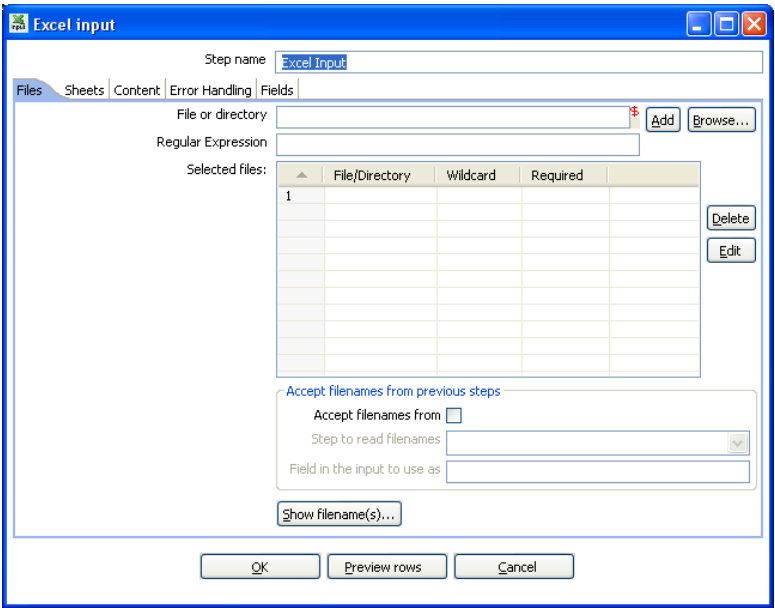 Excel input
Step name Excel Input
Files Sheets Content Error Handling Fields
File or directory $ Add Browse...
Regular Expression
Selected files: File/Directory Wildcard Required
1
Delete
Edit
Accept filenames from previous steps
Accept filenames from
Step to read filenames
Field in the input to use as
Show filename(s)...
OK Preview rows Cancel